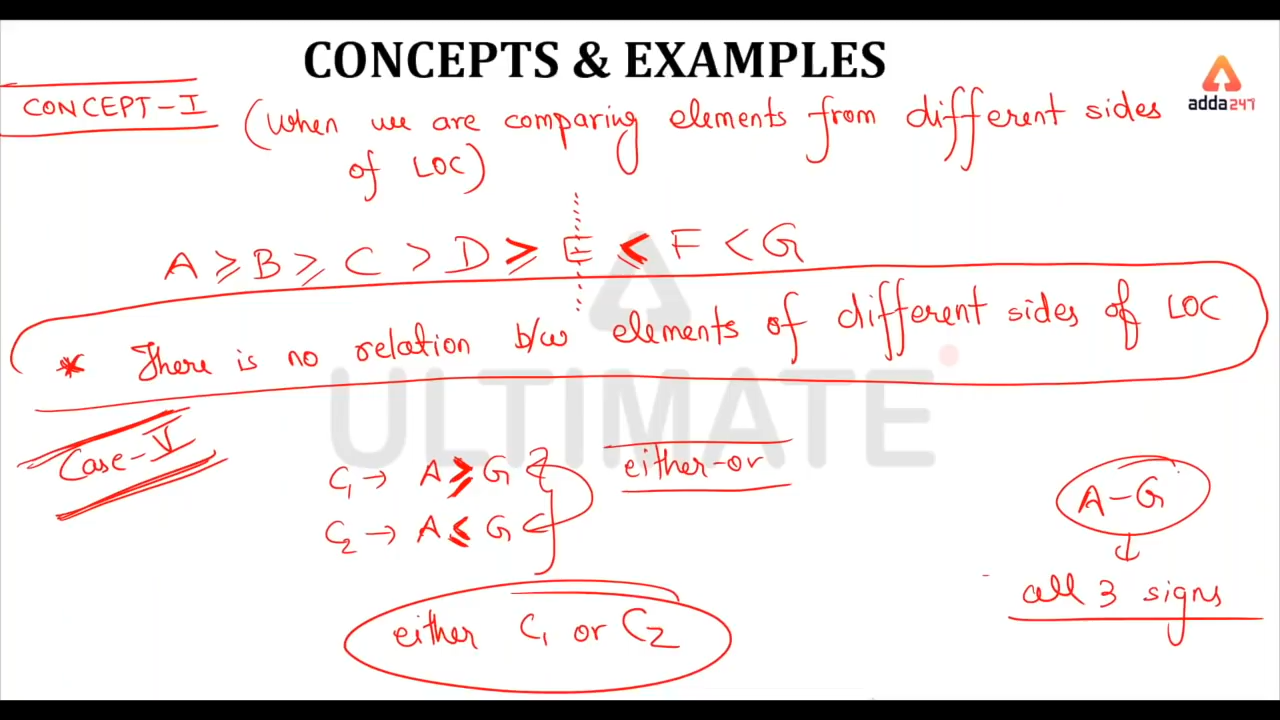 CONCEPTS & EXAMPLES
adda247
CONCEPT-I (When we are comparing elements from different sides
of LOC)
A ≥ B ≥ C > D ≥ E ≤ F < G
* There is no relation b/w elements of different sides of LOC
ULTIMATE
Case-V
C1 → A ≥ G
either-or
C2 → A ≤ G
A-G
all 3 signs
either C1 or C2